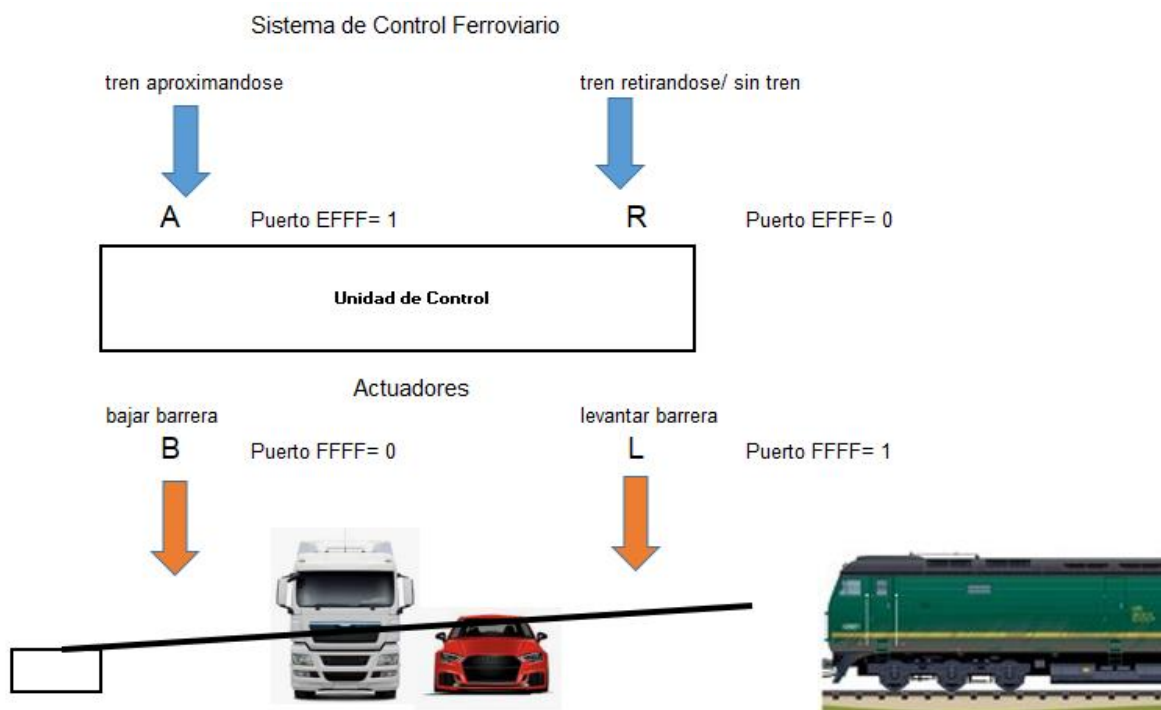 Sistema de Control Ferroviario
tren aproximandose
tren retirandose/ sin tren
A
Puerto EFFF= 1
R
Puerto EFFF= 0
Unidad de Control
Actuadores
bajar barrera
levantar barrera
B
Puerto FFFF= 0
L
Puerto FFFF= 1